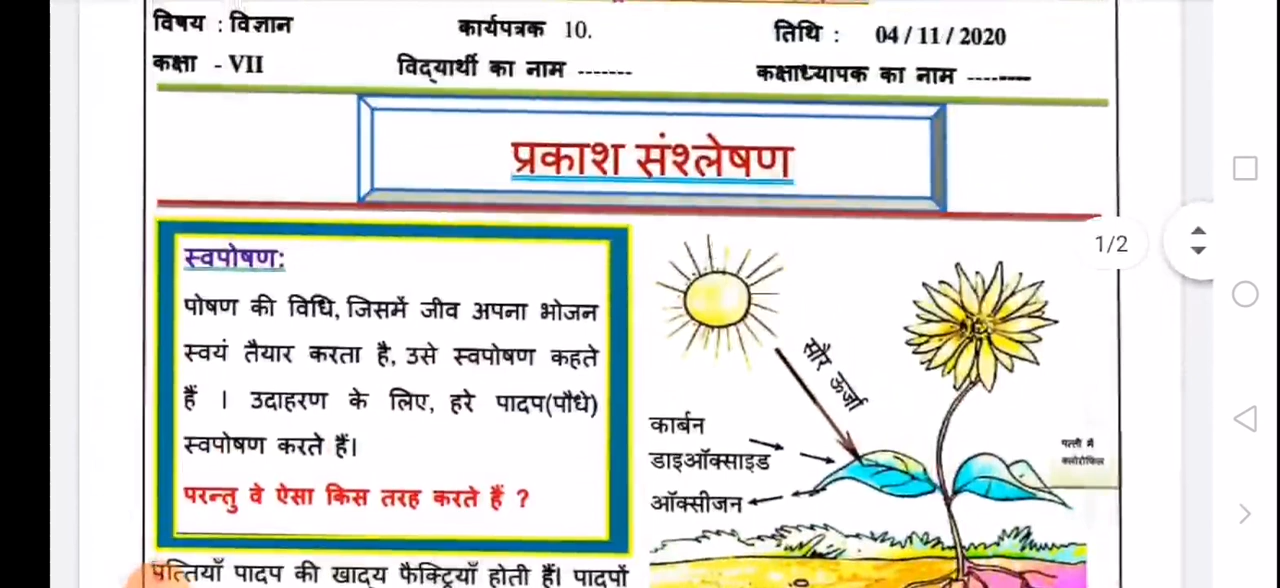 विषय : विज्ञान
कार्यपत्रक 10.
तिथि : 04 / 11 / 2020
कक्षा - VII
विद्यार्थी का नाम -------
कक्षाध्यापक का नाम --------
प्रकाश संश्लेषण
स्वपोषण:
पोषण की विधि, जिसमें जीव अपना भोजन
स्वयं तैयार करता है, उसे स्वपोषण कहते
हैं । उदाहरण के लिए, हरे पादप(पौधे)
स्वपोषण करते हैं।
परन्तु वे ऐसा किस तरह करते हैं ?
सौर ऊर्जा
कार्बन
डाइऑक्साइड
ऑक्सीजन
पत्ती में
क्लोरोफिल
1/2
पत्तियाँ पादप की खाद्य फैक्ट्रियाँ होती हैं। पादपों